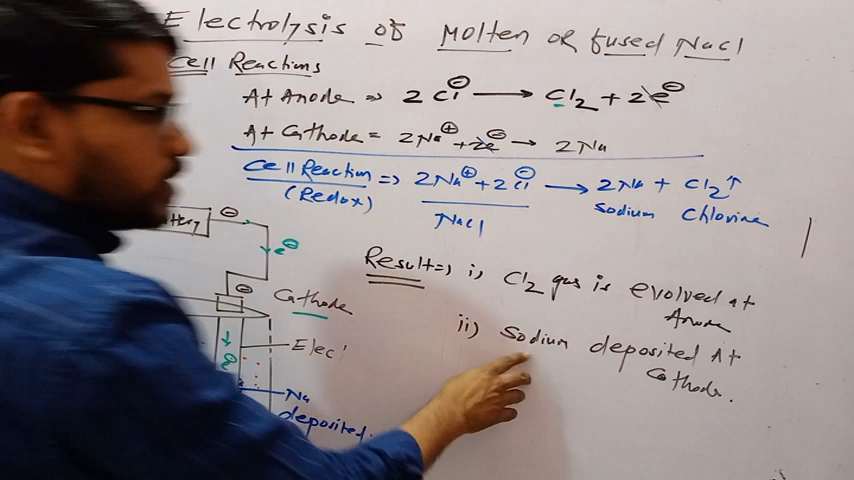 Electrolysis of Molten or fused NaCl
Cell Reactions
At Anode ⇒ 2Cl⊖ → Cl2 + 2e⊖
At Cathode = 2Na⊕ + 2e⊖ → 2Na
Cell Reaction (Redox) ⇒ 2Na⊕ + 2Cl⊖ → 2Na + Cl2↑
NaCl
Sodium Chlorine
⊖
e⊖
⊖
Cathode
Result ⇒ i) Cl2 gas is evolved at
Anode
ii) Sodium deposited At
Cathode.
e⊖
Na
deposited.